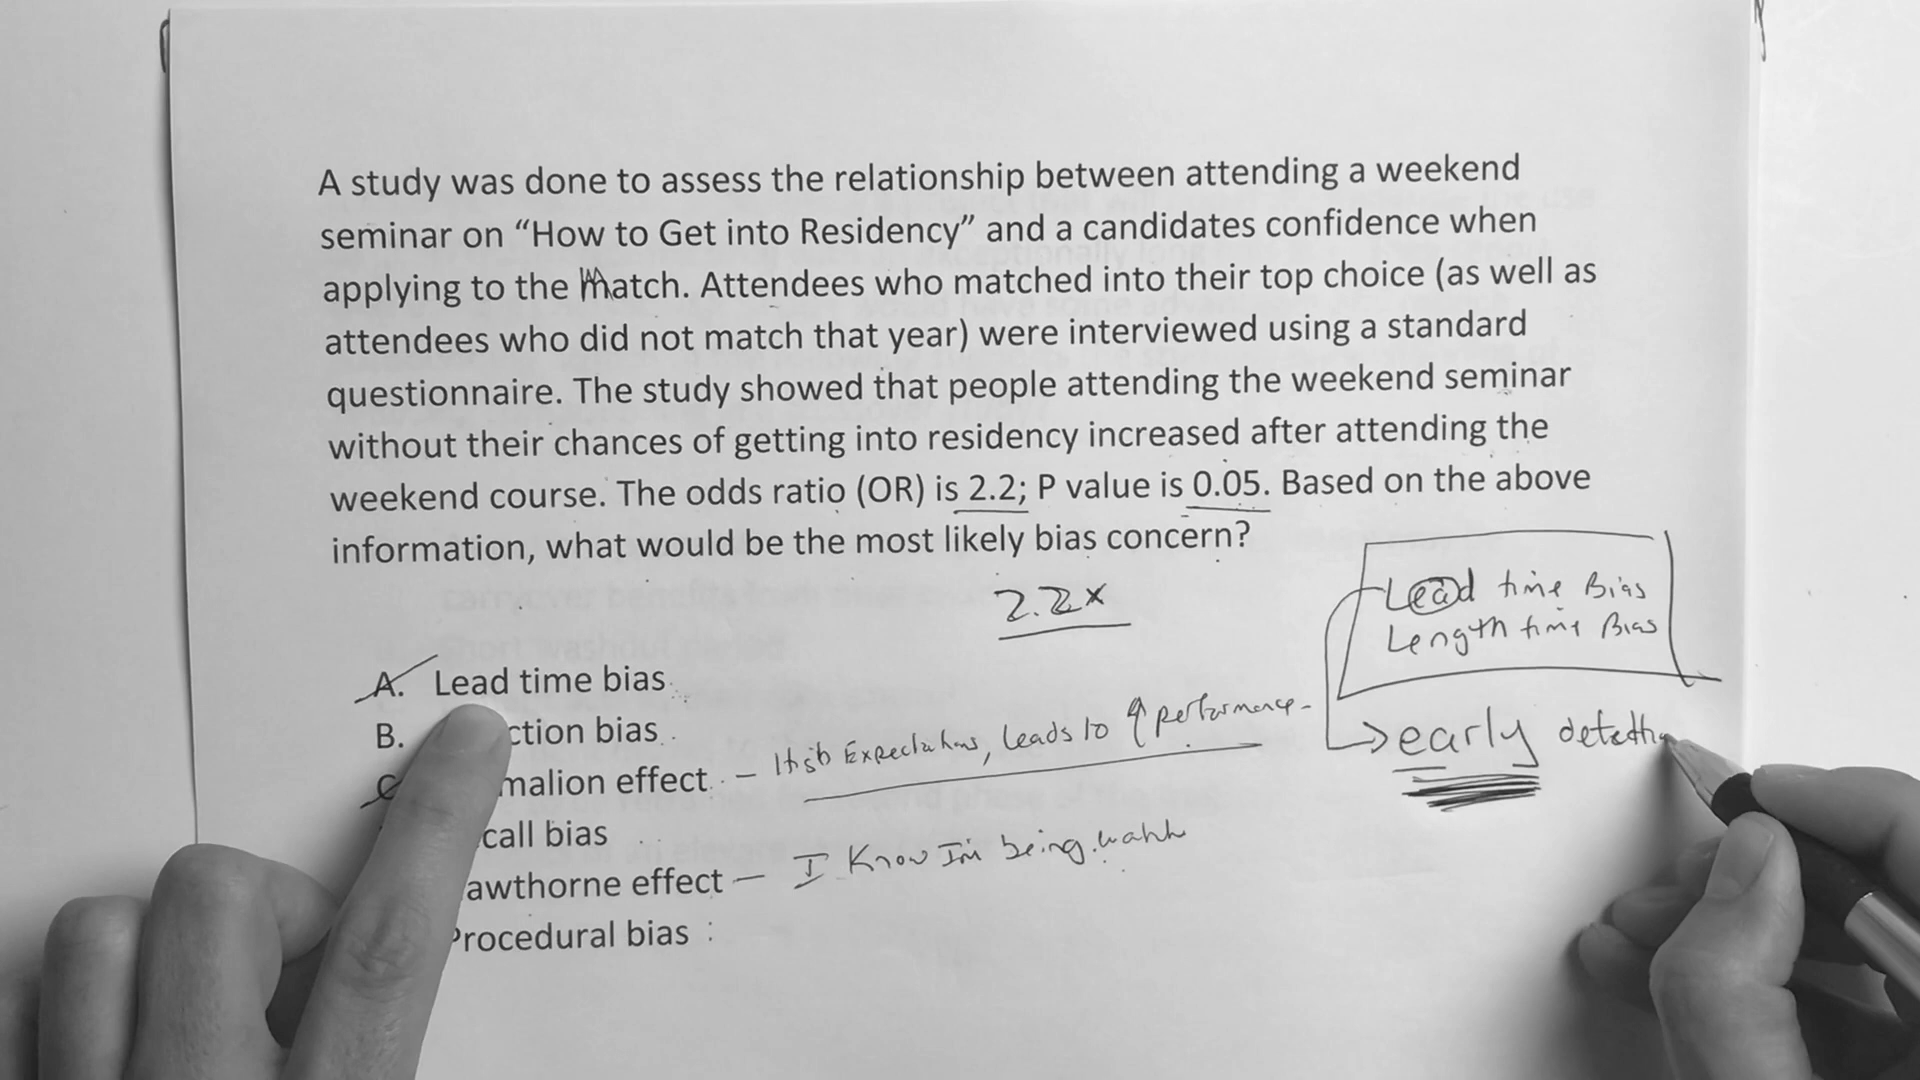 A study was done to assess the relationship between attending a weekend
seminar on “How to Get into Residency” and a candidates confidence when
applying to the Match. Attendees who matched into their top choice (as well as
attendees who did not match that year) were interviewed using a standard
questionnaire. The study showed that people attending the weekend seminar
without their chances of getting into residency increased after attending the
weekend course. The odds ratio (OR) is 2.2; P value is 0.05. Based on the above
information, what would be the most likely bias concern?
2.2x
Lead time Bias
Length time Bias
A. Lead time bias
B. ction bias
C malion effect – Expectations, leads to ↑ performance
call bias
awthorne effect – I Know I'm being
Procedural bias
→ early